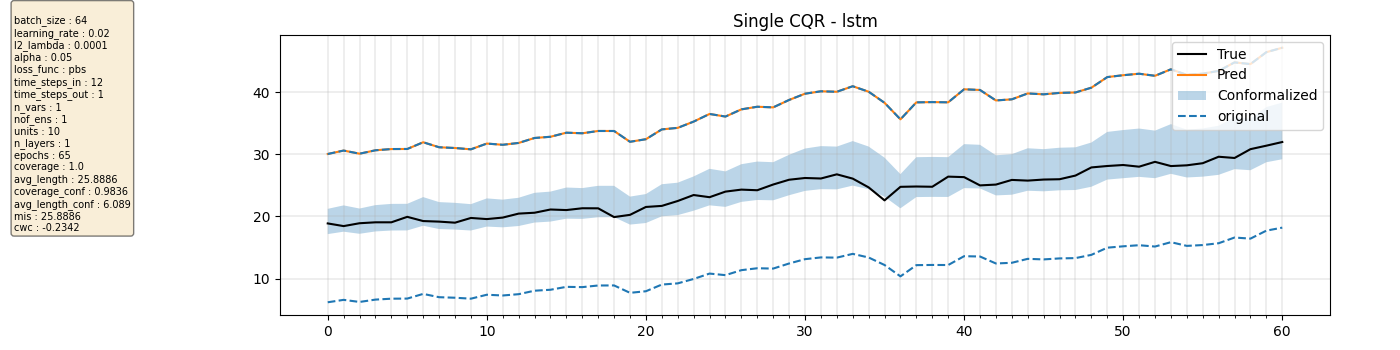 batch_size : 64
learning_rate : 0.02
l2_lambda : 0.0001
alpha : 0.05
loss_func : pbs
time_steps_in : 12
time_steps_out : 1
n_vars : 1
nof_ens : 1
units : 10
n_layers : 1
epochs : 65
coverage : 1.0
avg_length : 25.8886
coverage_conf : 0.9836
avg_length_conf : 6.089
mis : 25.8886
cwc : -0.2342
Single CQR - lstm
True
Pred
Conformalized
original
40
30
20
10
0 10 20 30 40 50 60